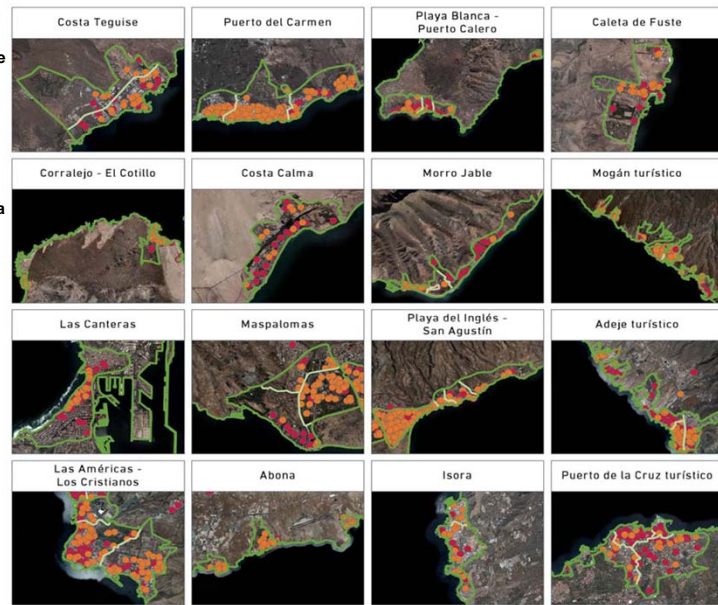 Costa Teguise
Puerto del Carmen
Playa Blanca -
Puerto Calero
Caleta de Fuste
e
Corralejo - El Cotillo
Costa Calma
Morro Jable
Mogán turístico
a
Las Canteras
Maspalomas
Playa del Inglés -
San Agustín
Adeje turístico
Las Américas -
Los Cristianos
Abona
Isora
Puerto de la Cruz turístico